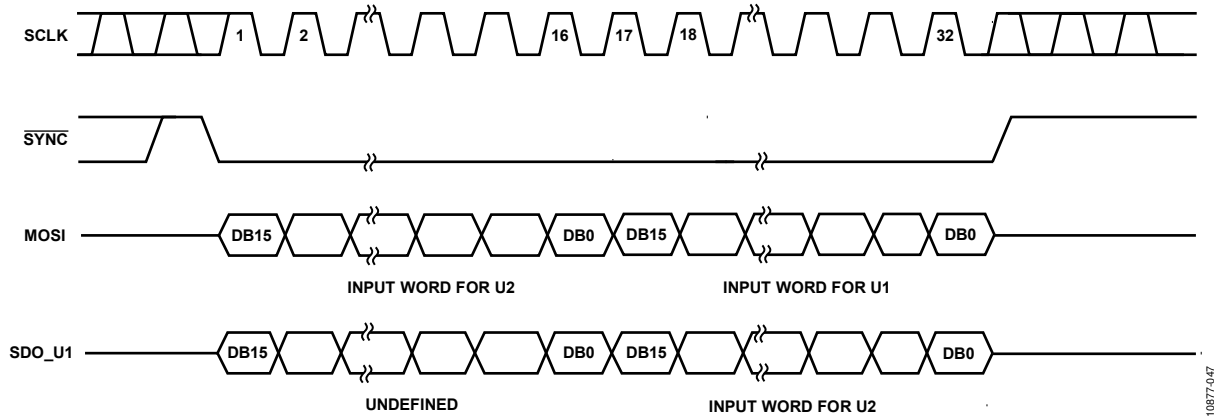 SCLK
1 2 16 17 18 32
SYNC
MOSI
DB15 DB0 DB15 DB0
INPUT WORD FOR U2 INPUT WORD FOR U1
SDO_U1
DB15 DB0 DB15 DB0
UNDEFINED INPUT WORD FOR U2
10877-047